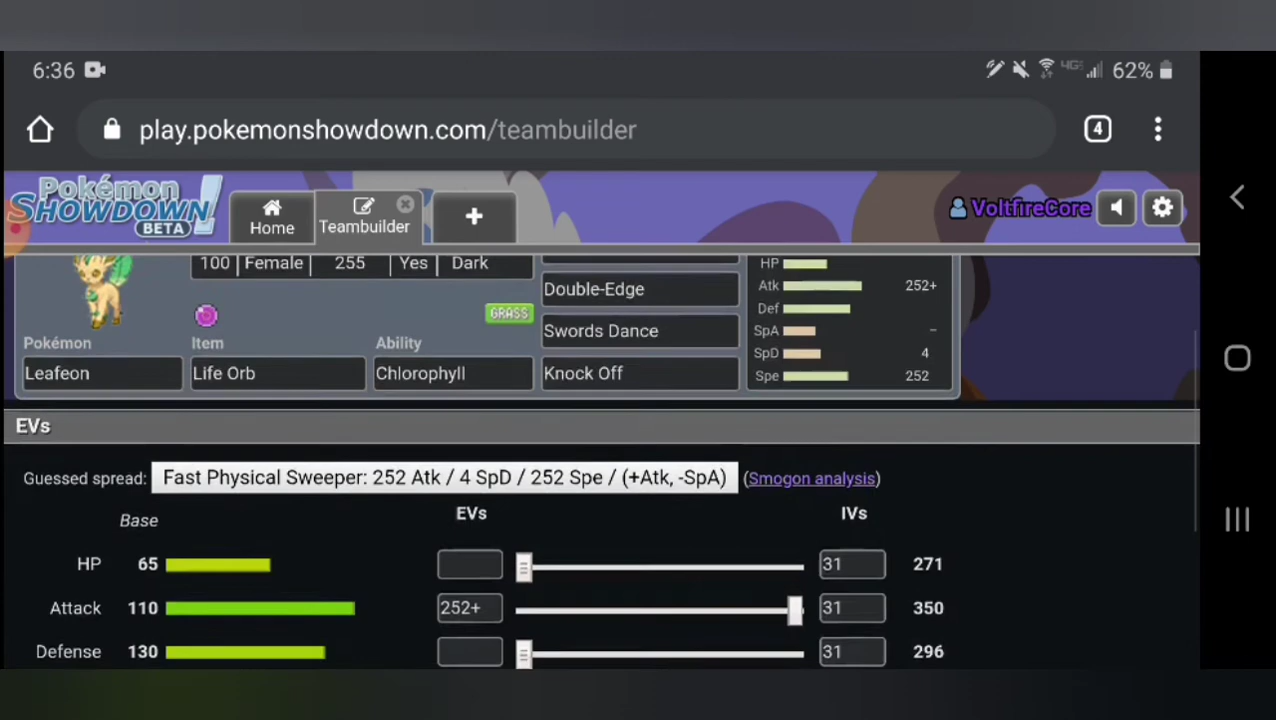 6:36
4G
62%
play.pokemonshowdown.com/teambuilder
4
Pokémon
SHOWDOWN!
BETA
Home
Teambuilder
VoltfireCore
100 Female 255 Yes Dark
GRASS
Pokémon
Leafeon
Item
Life Orb
Ability
Chlorophyll
Double-Edge
Swords Dance
Knock Off
HP
Atk 252+
Def
SpA –
SpD 4
Spe 252
EVs
Guessed spread: Fast Physical Sweeper: 252 Atk / 4 SpD / 252 Spe / (+Atk, -SpA) (Smogon analysis)
Base EVs IVs
HP 65 31 271
Attack 110 252+ 31 350
Defense 130 31 296